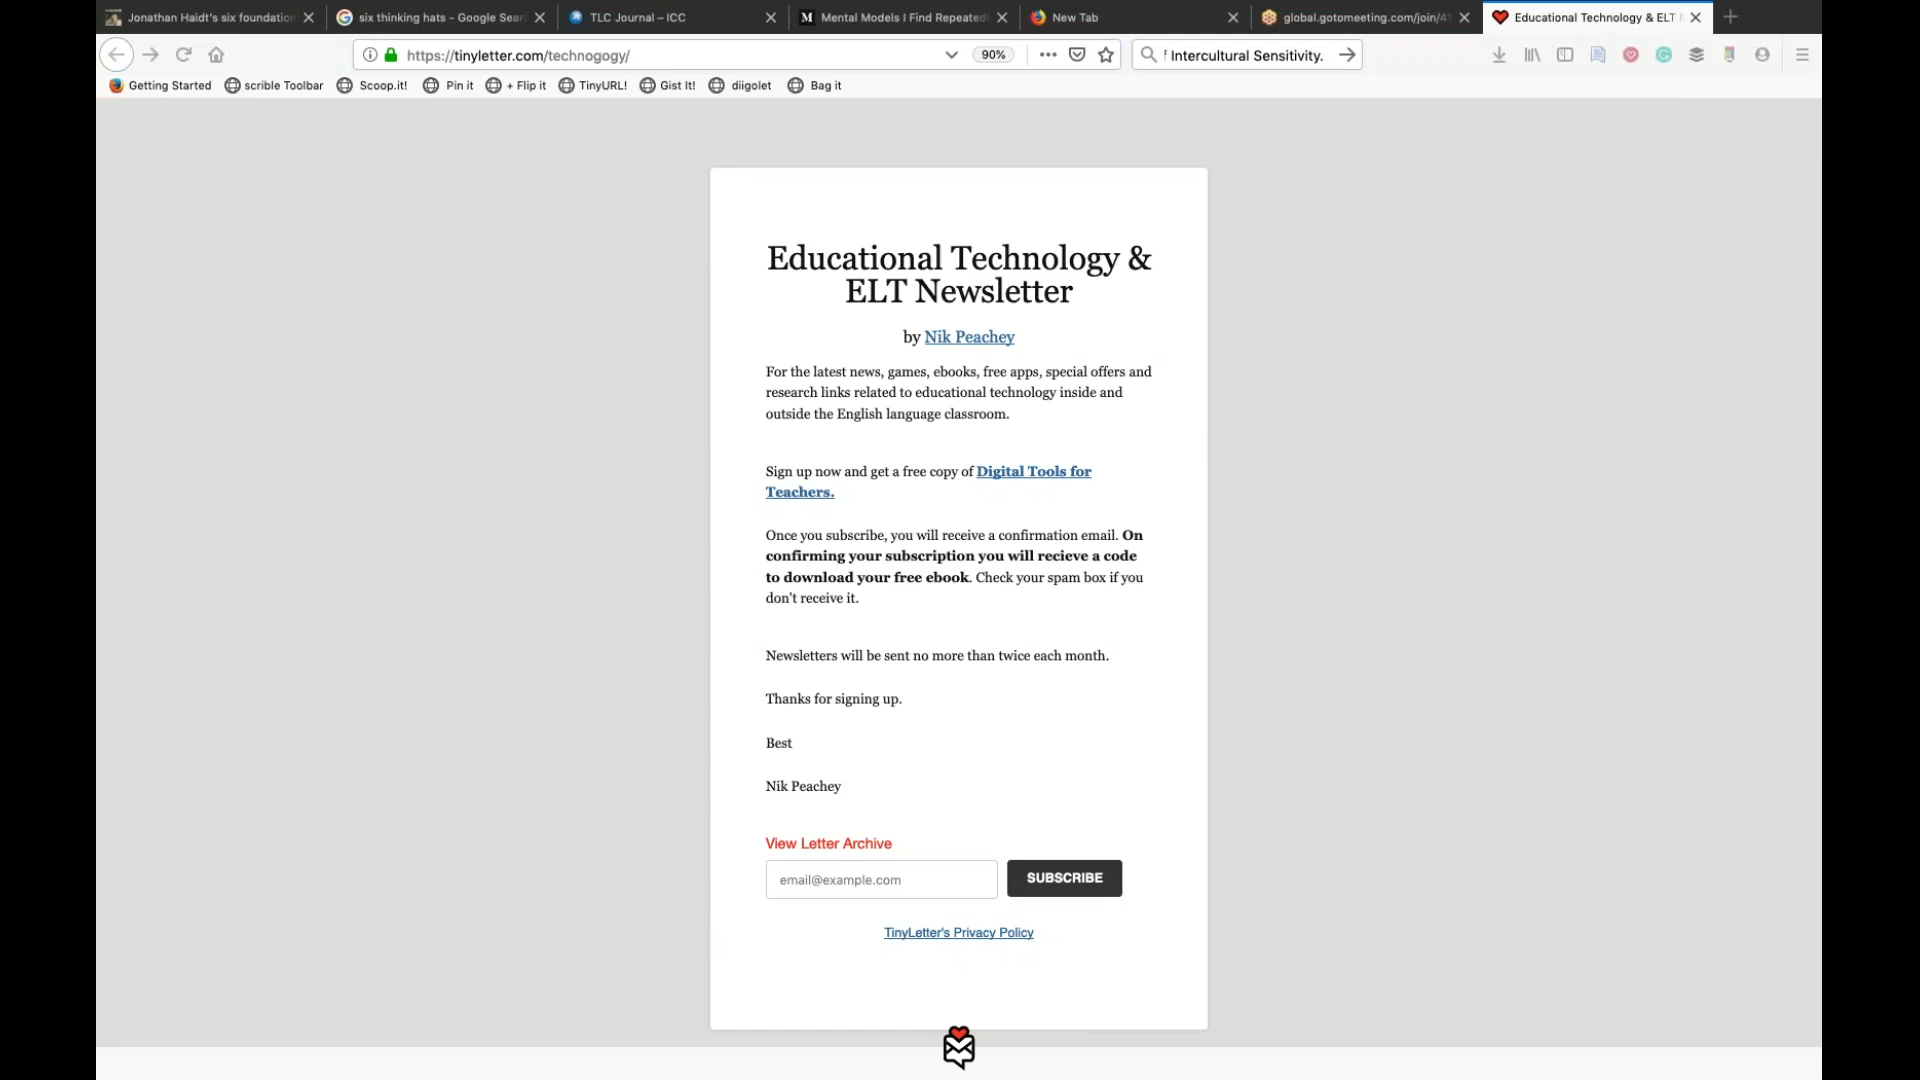 Jonathan Haidt's six foundation
six thinking hats - Google Sear
TLC Journal – ICC
M Mental Models I Find Repeated
New Tab
global.gotomeeting.com/join/41
Educational Technology & ELT N
https://tinyletter.com/technogogy/
90%
f Intercultural Sensitivity.
Getting Started
scrible Toolbar
Scoop.it!
Pin it
+ Flip it
TinyURL!
Gist It!
diigolet
Bag it
Educational Technology &
ELT Newsletter
by Nik Peachey
For the latest news, games, ebooks, free apps, special offers and
research links related to educational technology inside and
outside the English language classroom.
Sign up now and get a free copy of Digital Tools for
Teachers.
Once you subscribe, you will receive a confirmation email. On
confirming your subscription you will recieve a code
to download your free ebook. Check your spam box if you
don't receive it.
Newsletters will be sent no more than twice each month.
Thanks for signing up.
Best
Nik Peachey
View Letter Archive
email@example.com
SUBSCRIBE
TinyLetter's Privacy Policy